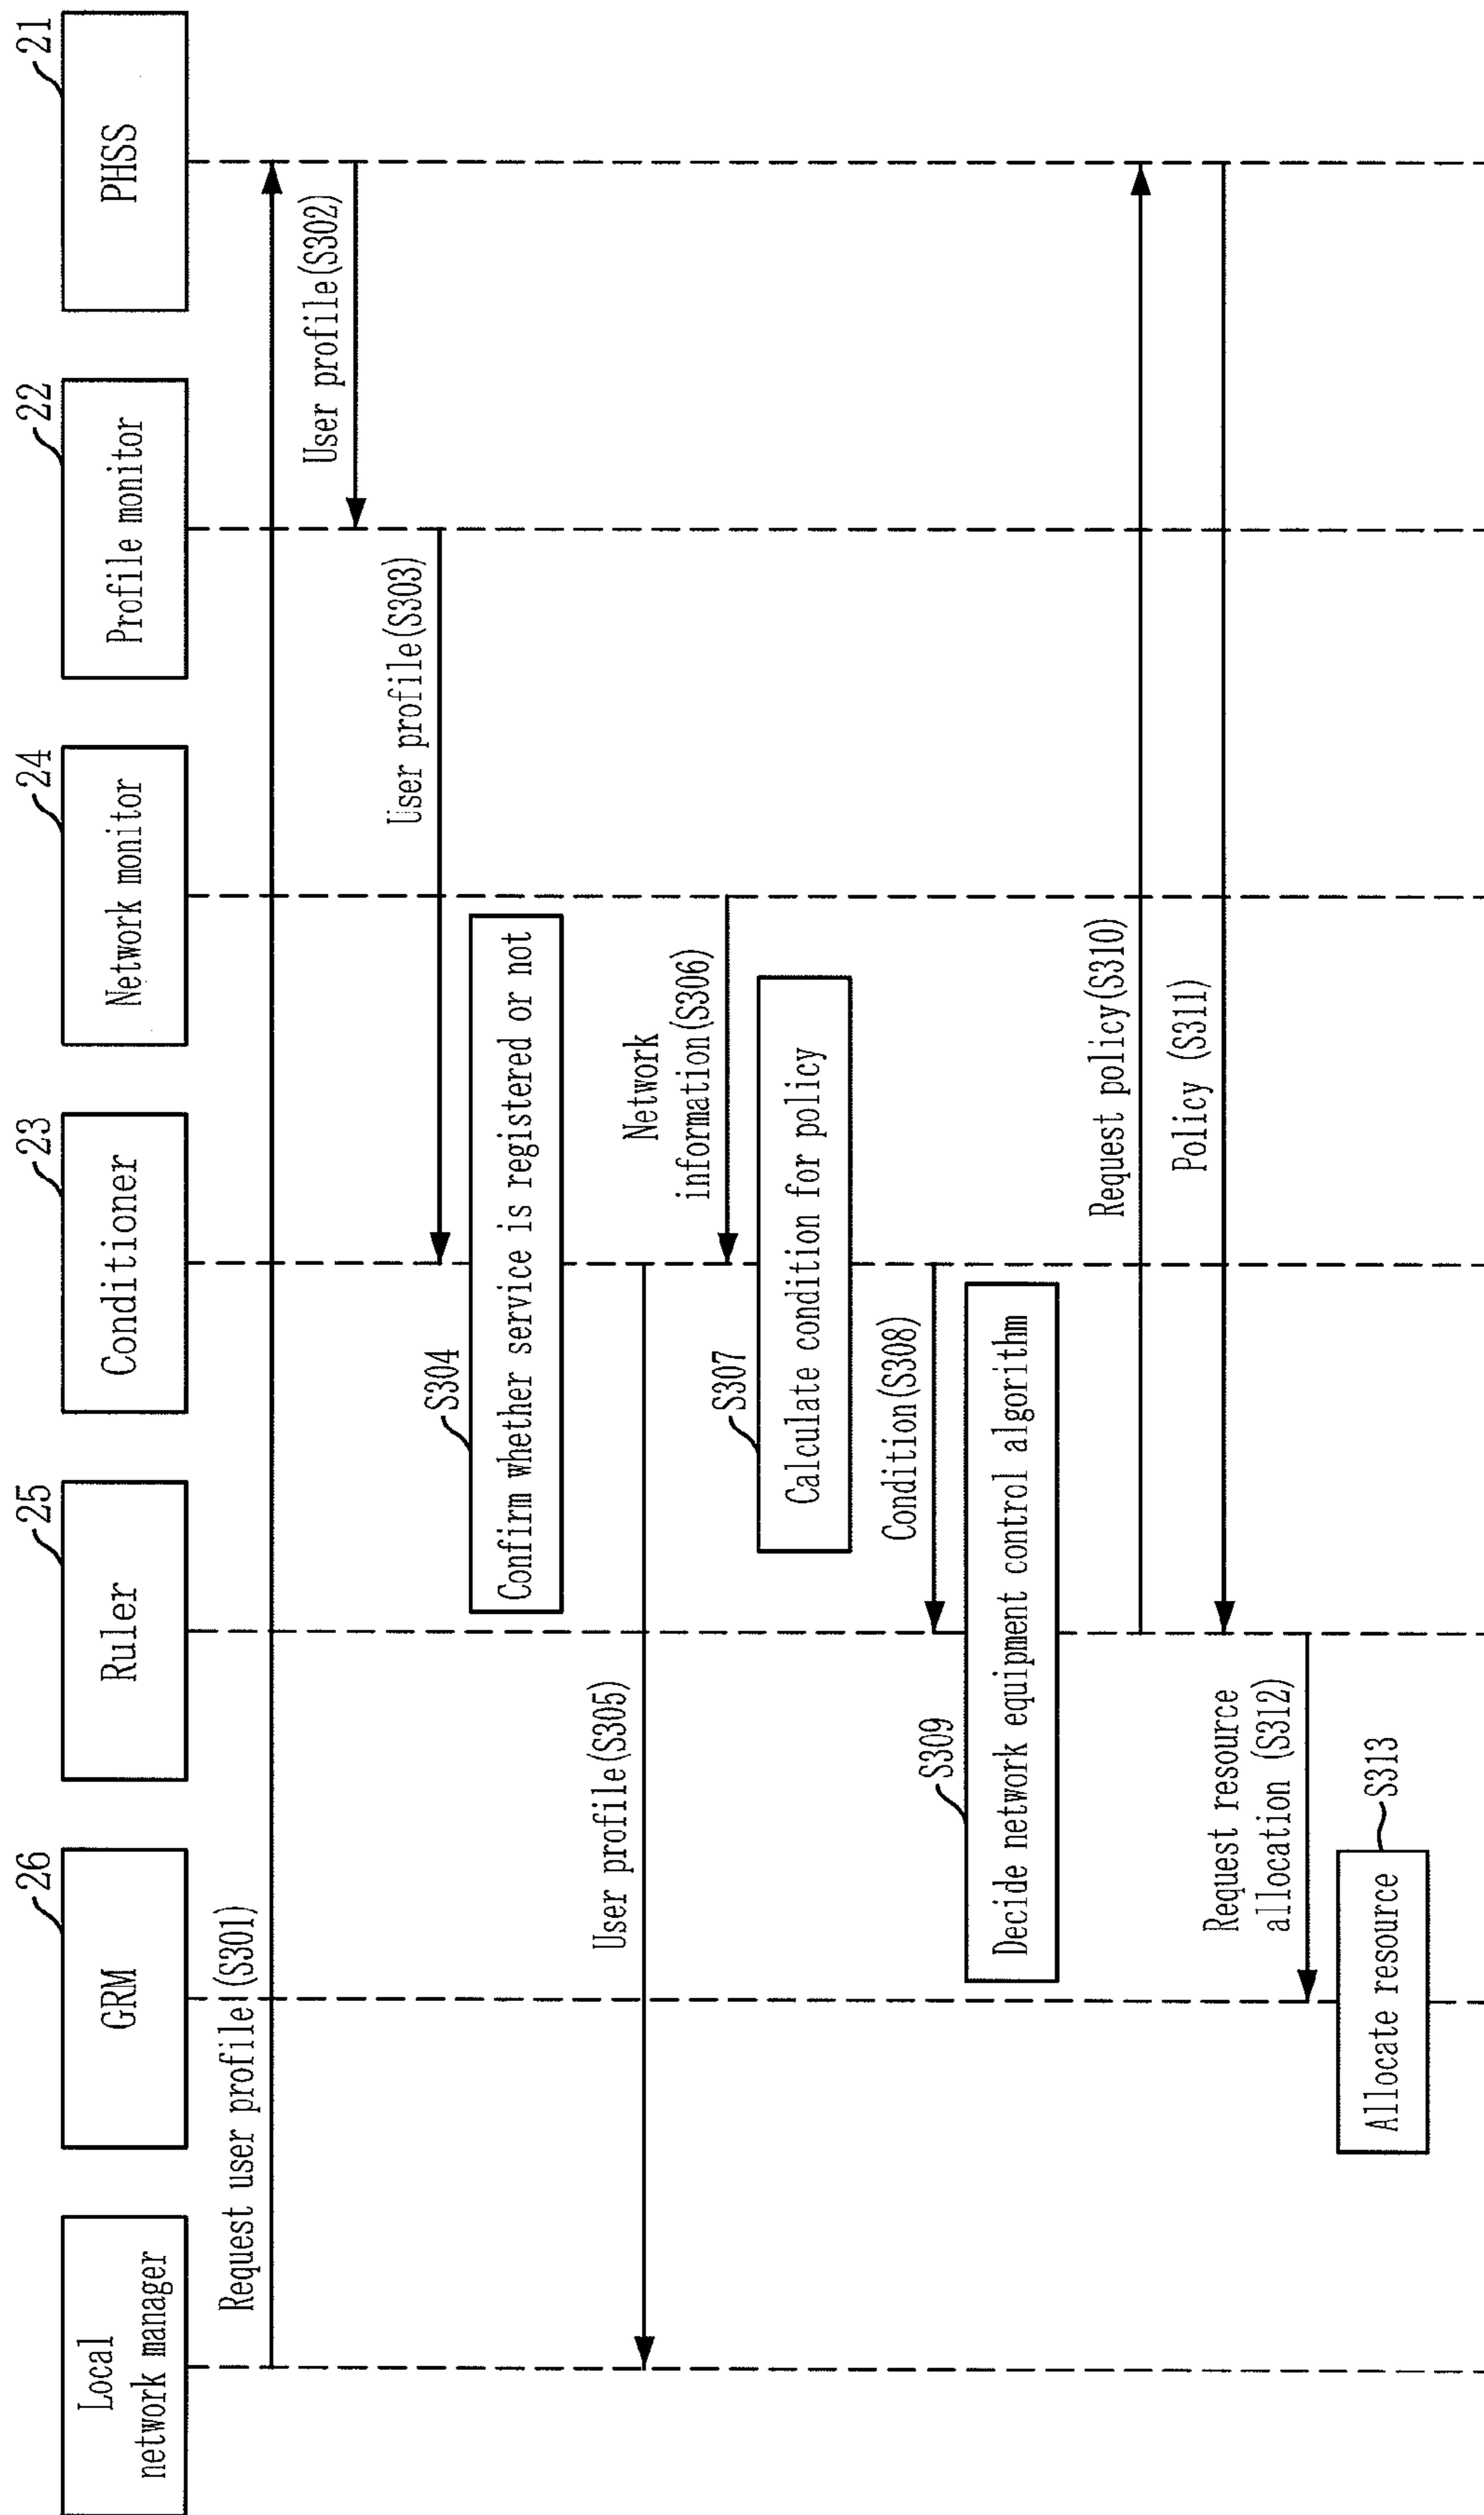 Local
network manager
GRM
26
Ruler
25
Conditioner
23
Network monitor
24
Profile monitor
22
PHSS
21
Request user profile (S301)
User profile(S302)
User profile(S303)
S304
Confirm whether service is registered or not
User profile(S305)
Network
information(S306)
S307
Calculate condition for policy
Condition(S308)
S309
Decide network equipment control algorithm
Request policy(S310)
Policy (S311)
Request resource
allocation (S312)
Allocate resource
S313